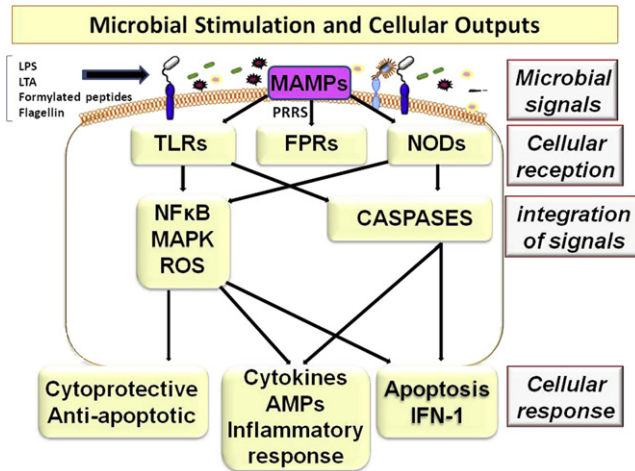 Microbial Stimulation and Cellular Outputs
LPS
LTA
Formylated peptides
Flagellin
MAMPs
Microbial
signals
PRRS
TLRs
FPRs
NODs
Cellular
reception
NFκB
MAPK
ROS
CASPASES
integration
of signals
Cytoprotective
Anti-apoptotic
Cytokines
AMPs
Inflammatory
response
Apoptosis
IFN-1
Cellular
response